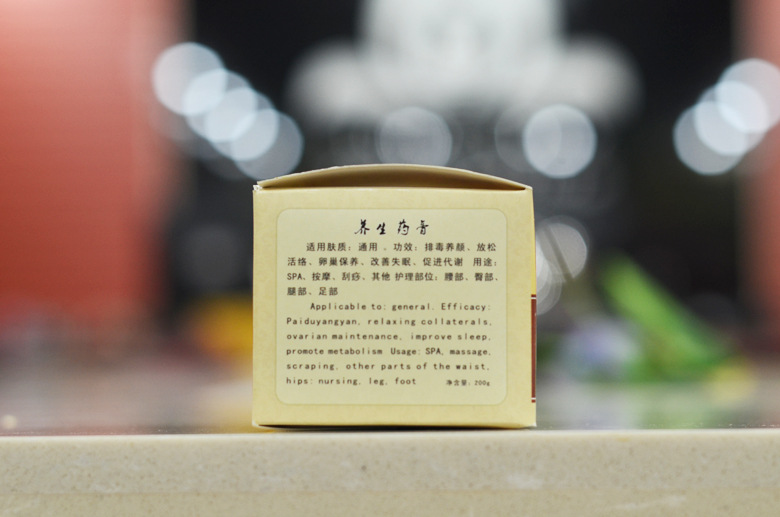 养生药膏
适用肤质：通用 。功效：排毒养颜、放松
活络、卵巢保养、改善失眠、促进代谢 用途：
SPA、按摩、刮痧、其他 护理部位：腰部、臀部、
腿部、足部
Applicable to: general. Efficacy:
Paiduyangyan, relaxing collaterals,
ovarian maintenance, improve sleep,
promote metabolism Usage: SPA, massage,
scraping, other parts of the waist,
hips: nursing, leg, foot 净含量：200g